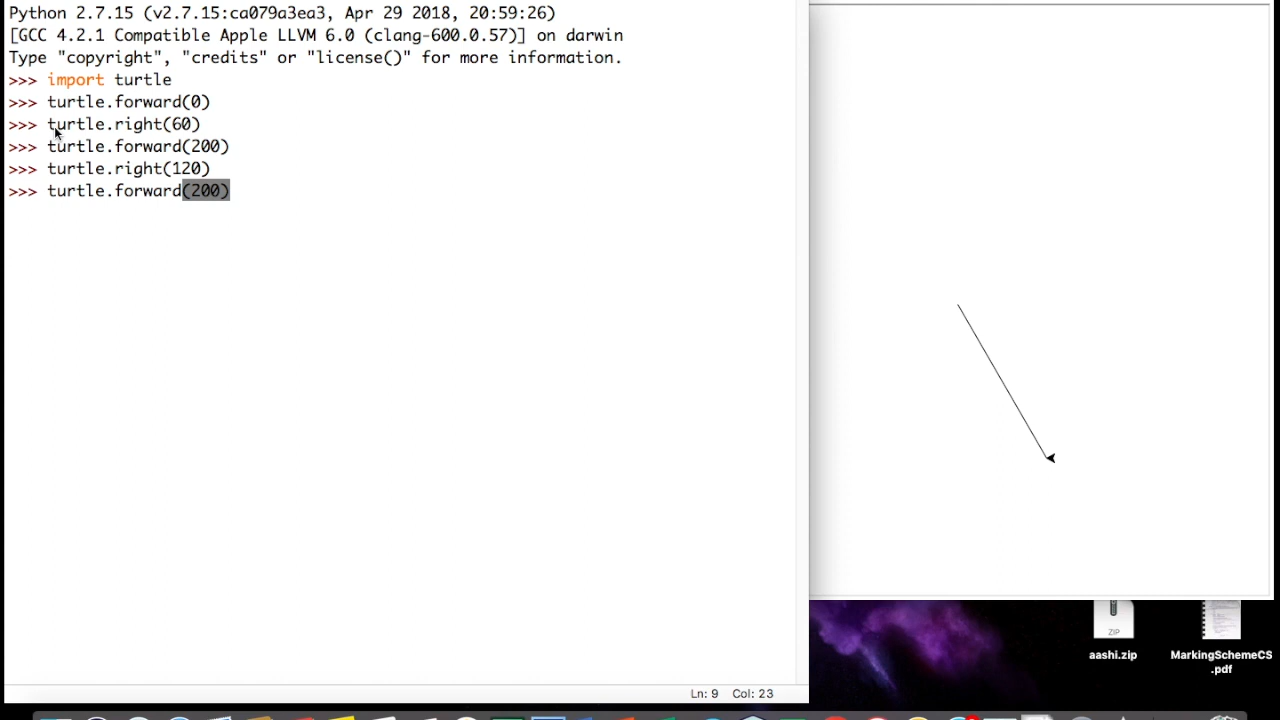 Python 2.7.15 (v2.7.15:ca079a3ea3, Apr 29 2018, 20:59:26)
[GCC 4.2.1 Compatible Apple LLVM 6.0 (clang-600.0.57)] on darwin
Type "copyright", "credits" or "license()" for more information.
>>> import turtle
>>> turtle.forward(0)
>>> turtle.right(60)
>>> turtle.forward(200)
>>> turtle.right(120)
>>> turtle.forward(200)
ZIP
aashi.zip
MarkingSchemeCS
.pdf
Ln: 9 Col: 23